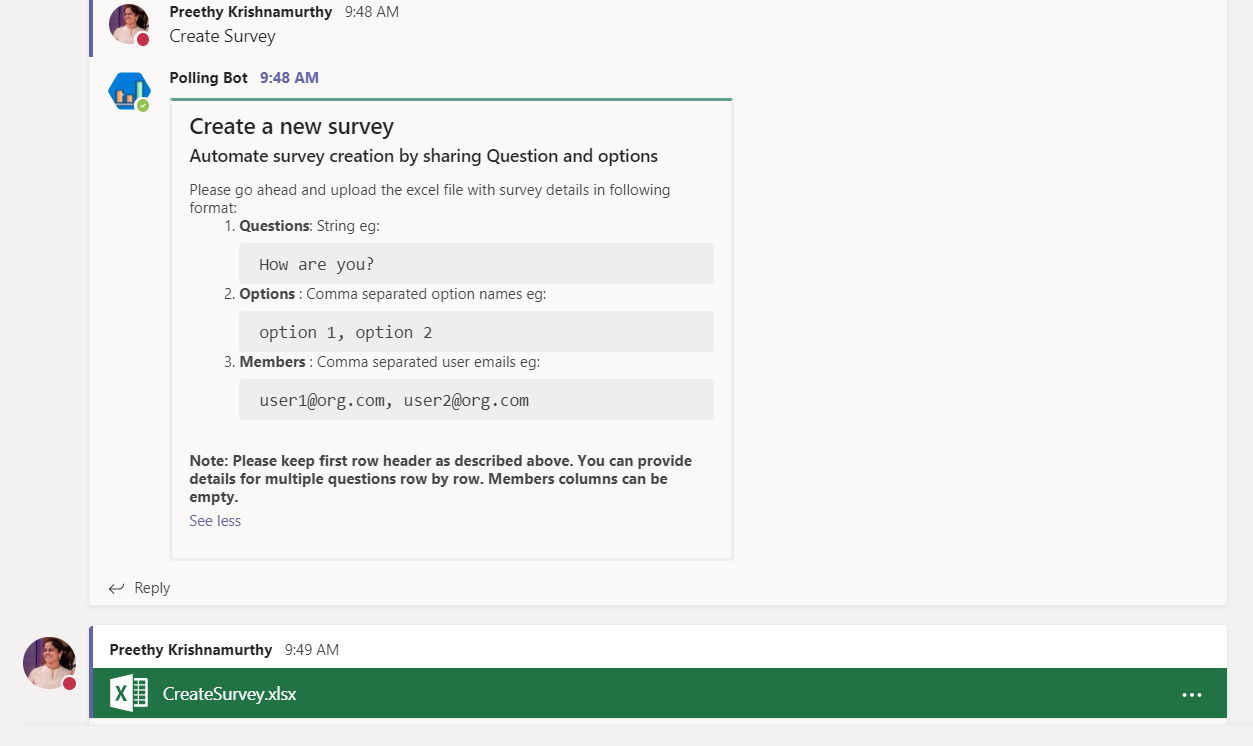 Preethy Krishnamurthy 9:48 AM
Create Survey
Polling Bot 9:48 AM
Create a new survey
Automate survey creation by sharing Question and options
Please go ahead and upload the excel file with survey details in following
format:
1. Questions: String eg:
How are you?
2. Options : Comma separated option names eg:
option 1, option 2
3. Members : Comma separated user emails eg:
user1@org.com, user2@org.com
Note: Please keep first row header as described above. You can provide
details for multiple questions row by row. Members columns can be
empty.
See less
Reply
Preethy Krishnamurthy 9:49 AM
X CreateSurvey.xlsx